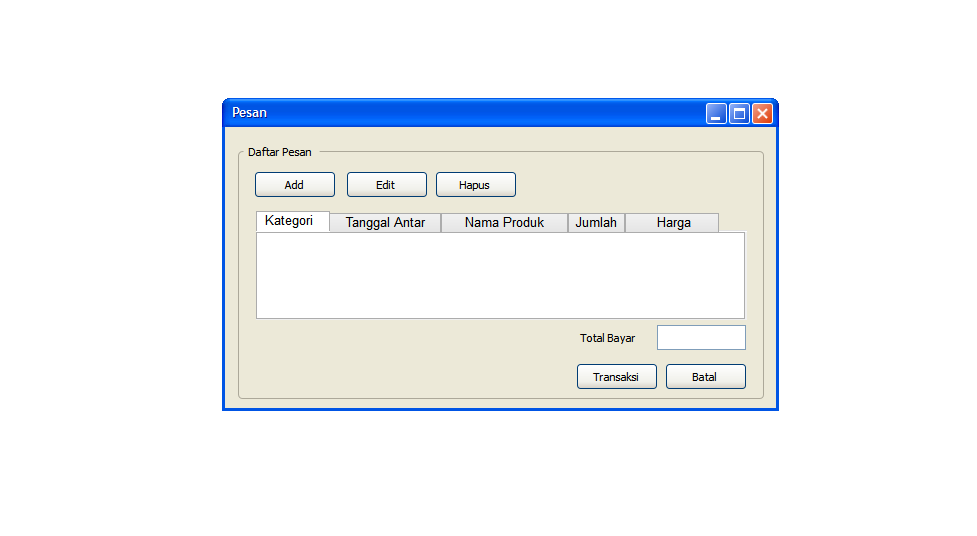 Pesan
Daftar Pesan
Add Edit Hapus
Kategori Tanggal Antar Nama Produk Jumlah Harga
Total Bayar
Transaksi Batal